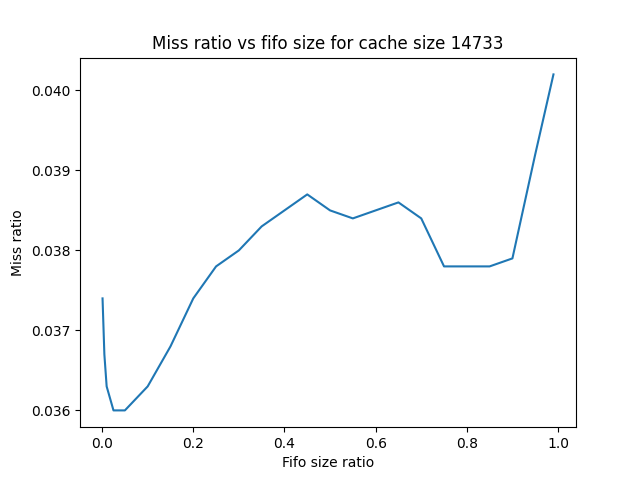 Miss ratio vs fifo size for cache size 14733
0.040
0.039
0.038
0.037
0.036
Miss ratio
0.0 0.2 0.4 0.6 0.8 1.0
Fifo size ratio